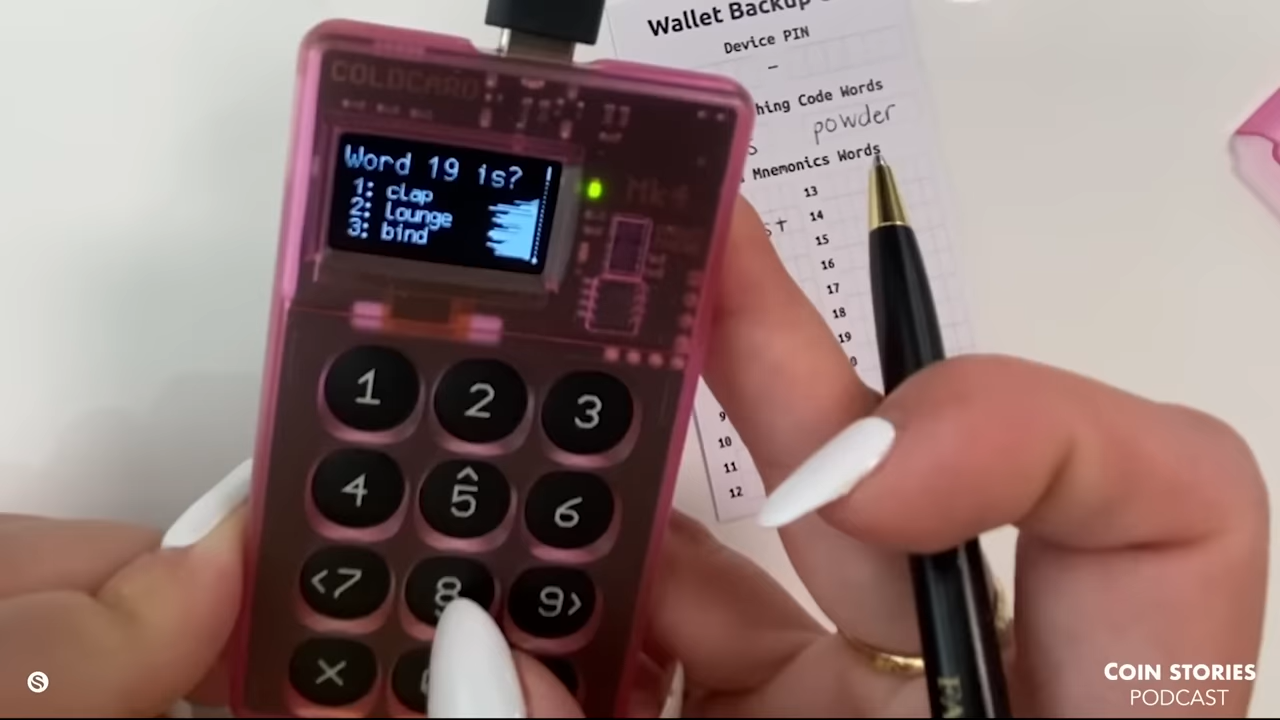 Wallet Backup
Device PIN
COLDCARD
Code Words
powder
Mnemonics Words
Word 19 is?
1: clap
2: lounge
3: bind
Mk4
13
14
15
16
17
18
19
9
10
11
12
1 2 3
4 ^5 6
<7 8 9>
X
COIN STORIES
PODCAST